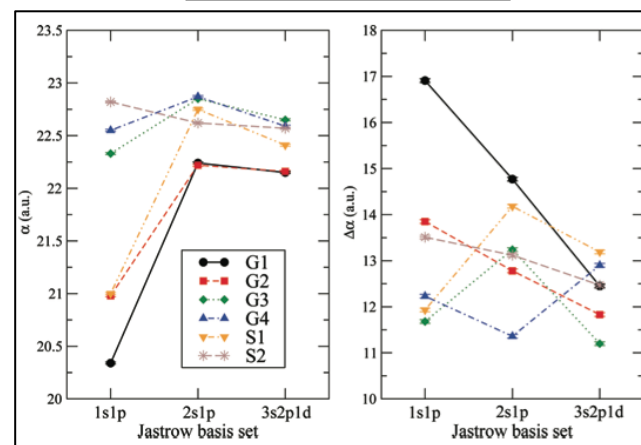 23.5
23
22.5
22
21.5
21
20.5
20
α (a.u.)
1s1p 2s1p 3s2p1d
Jastrow basis set
G1
G2
G3
G4
S1
S2
18
17
16
15
14
13
12
11
10
Δα (a.u.)
1s1p 2s1p 3s2p1d
Jastrow basis set